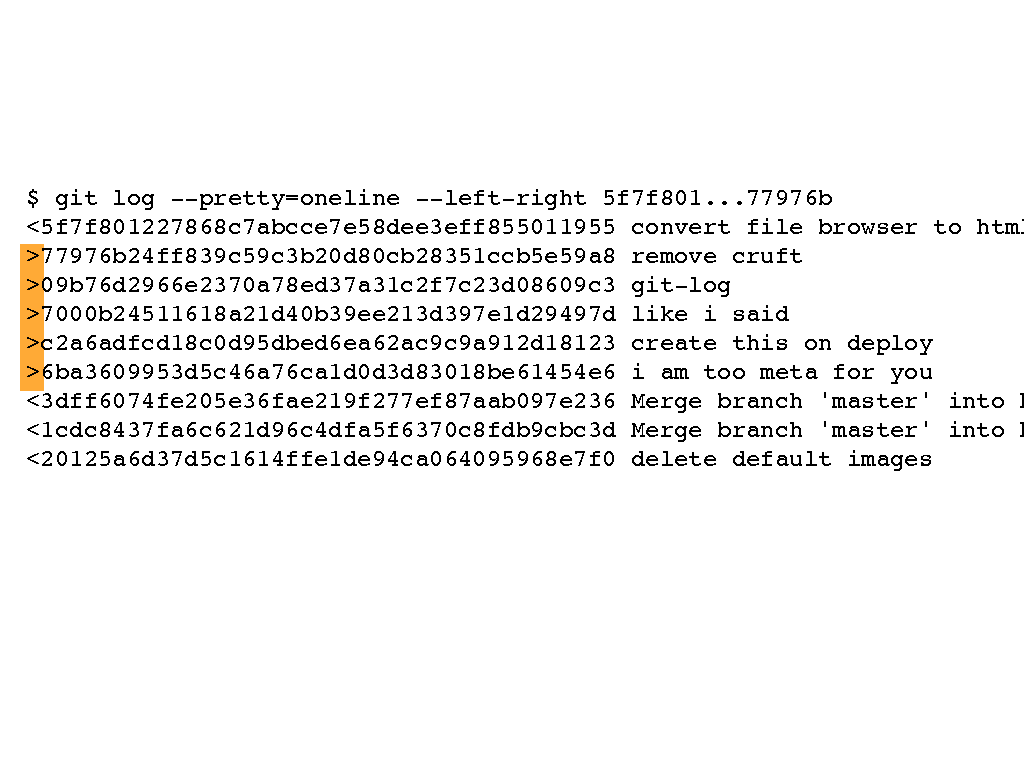 $ git log --pretty=oneline --left-right 5f7f801...77976b
<5f7f801227868c7abcce7e58dee3eff855011955 convert file browser to html
>77976b24ff839c59c3b20d80cb28351ccb5e59a8 remove cruft
>09b76d2966e2370a78ed37a31c2f7c23d08609c3 git-log
>7000b24511618a21d40b39ee213d397e1d29497d like i said
>c2a6adfcd18c0d95dbed6ea62ac9c9a912d18123 create this on deploy
>6ba3609953d5c46a76ca1d0d3d83018be61454e6 i am too meta for you
<3dff6074fe205e36fae219f277ef87aab097e236 Merge branch 'master' into
<1cdc8437fa6c621d96c4dfa5f6370c8fdb9cbc3d Merge branch 'master' into
<20125a6d37d5c1614ffe1de94ca064095968e7f0 delete default images